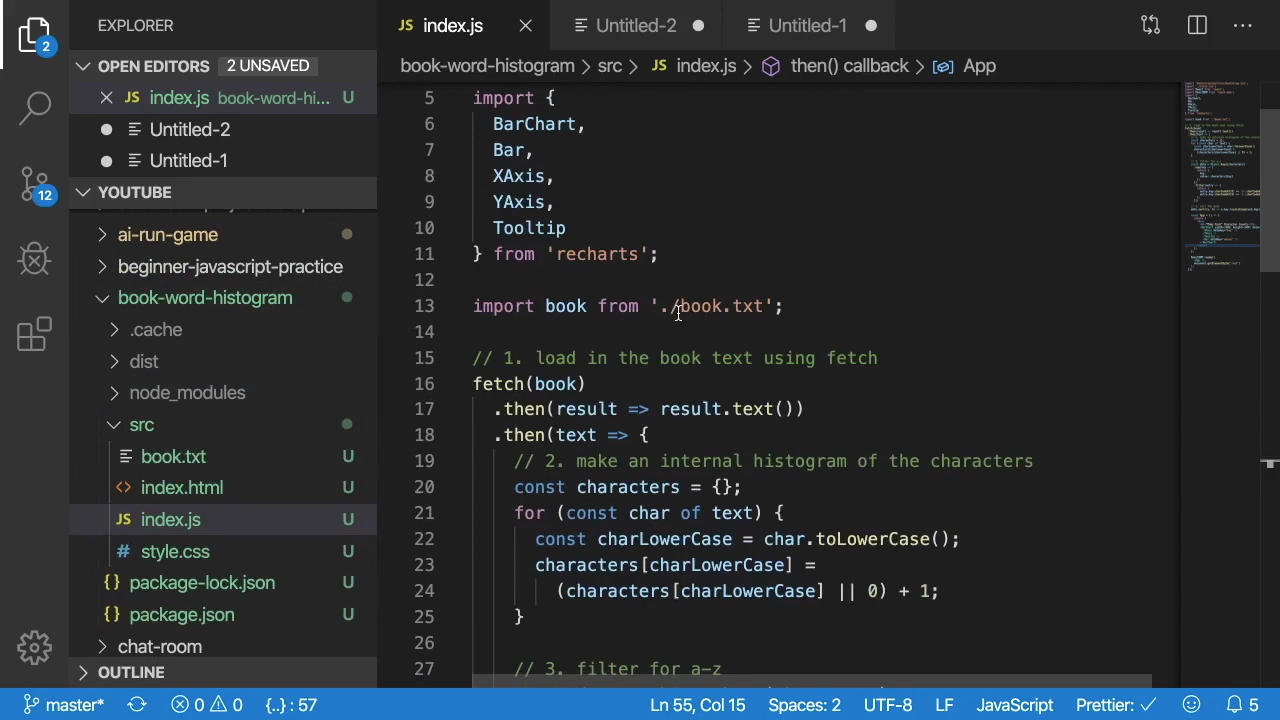 EXPLORER
JS index.js
Untitled-2
Untitled-1
2
OPEN EDITORS 2 UNSAVED
book-word-histogram > src > JS index.js > then() callback > App
JS index.js book-word-hi... U
Untitled-2
Untitled-1
YOUTUBE
12
ai-run-game
beginner-javascript-practice
book-word-histogram
.cache
dist
node_modules
src
book.txt U
<> index.html U
JS index.js U
# style.css U
{} package-lock.json U
{} package.json U
chat-room
OUTLINE
5 import {
6 BarChart,
7 Bar,
8 XAxis,
9 YAxis,
10 Tooltip
11 } from 'recharts';
12
13 import book from './book.txt';
14
15 // 1. load in the book text using fetch
16 fetch(book)
17 .then(result => result.text())
18 .then(text => {
19 // 2. make an internal histogram of the characters
20 const characters = {};
21 for (const char of text) {
22 const charLowerCase = char.toLowerCase();
23 characters[charLowerCase] =
24 (characters[charLowerCase] || 0) + 1;
25 }
26
27 // 3. filter for a-z
master* 0 0 {..} : 57 Ln 55, Col 15 Spaces: 2 UTF-8 LF JavaScript Prettier: ✓ 5